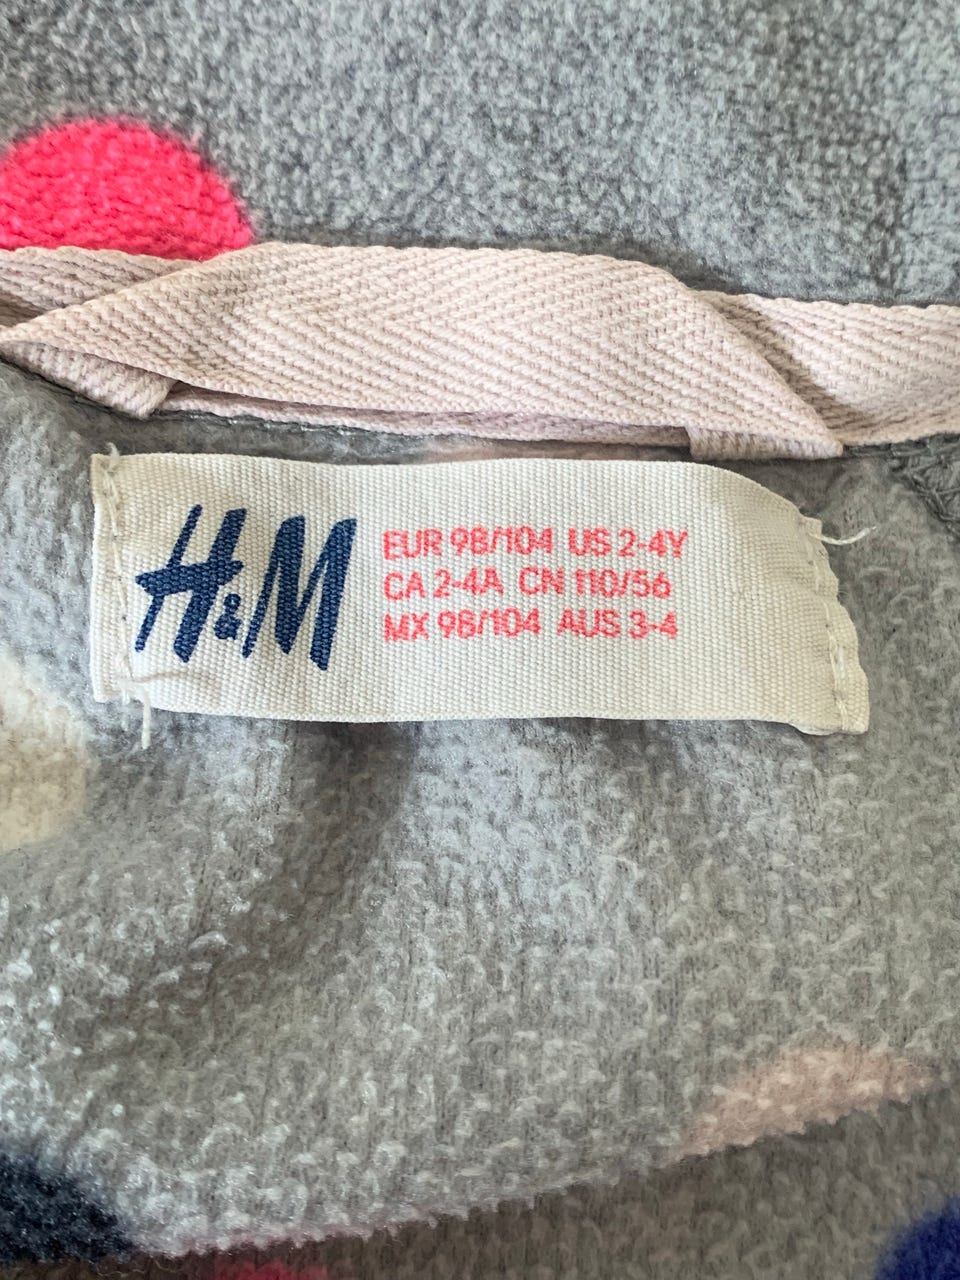 H&M
EUR 98/104 US 2-4Y
CA 2-4A CN 110/56
MX 98/104 AUS 3-4